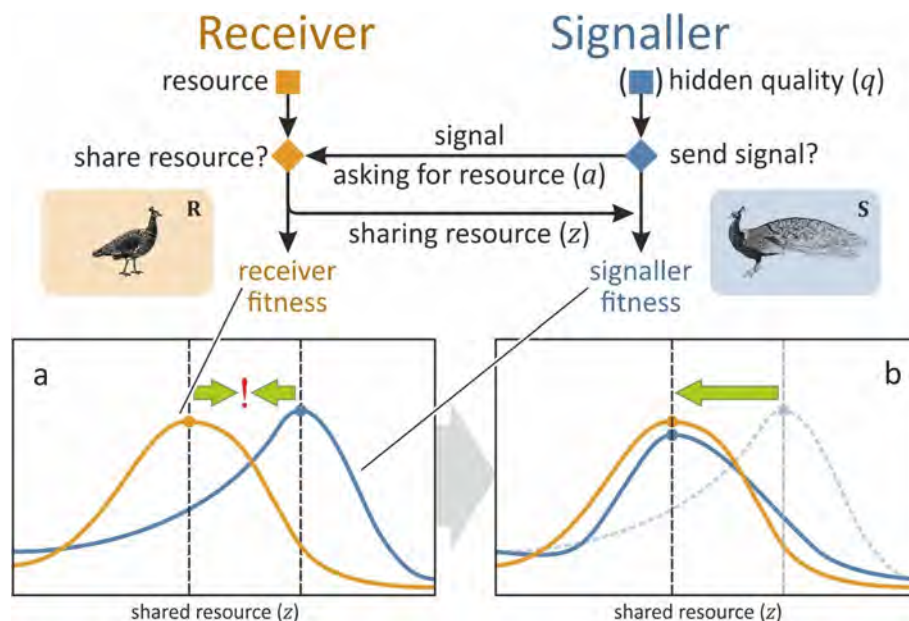 Receiver
Signaller
resource
(
) hidden quality (q)
signal
share resource?
send signal?
asking for resource (a)
R
S
sharing resource (z)
receiver
fitness
signaller
fitness
a
!
b
shared resource (z)
shared resource (z)